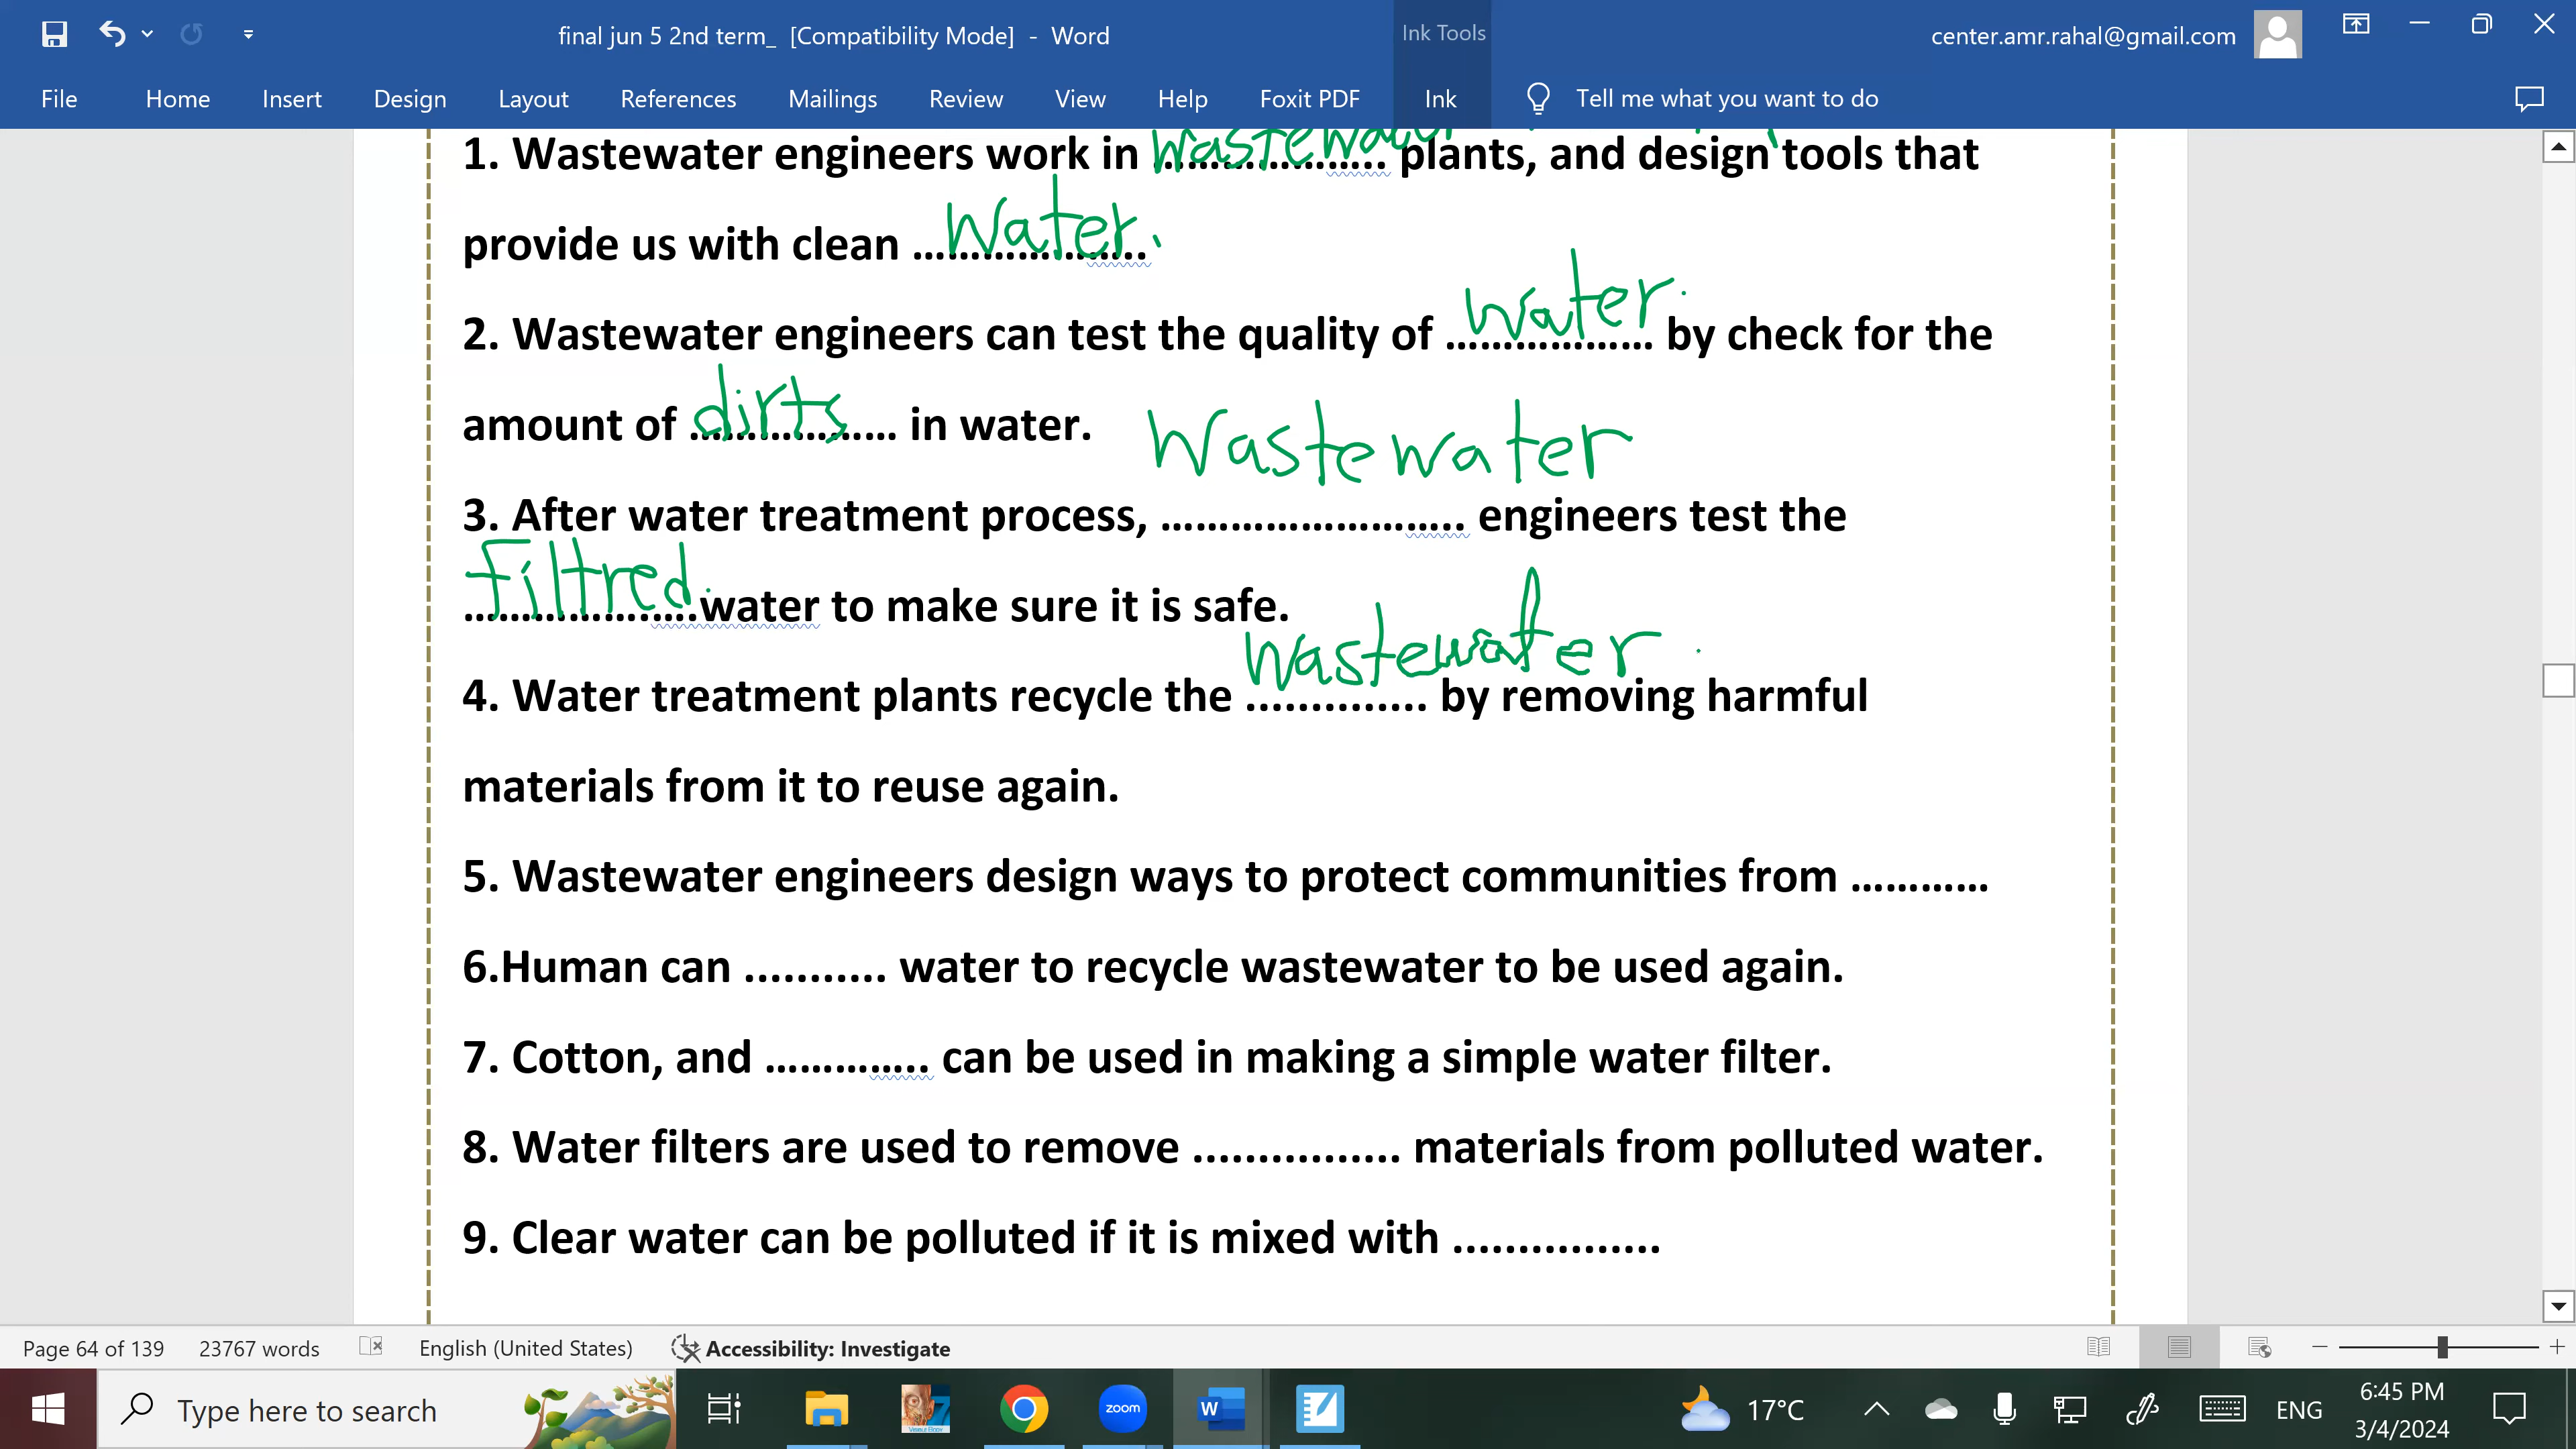 final jun 5 2nd term_ [Compatibility Mode] - Word
Ink Tools
center.amr.rahal@gmail.com
File Home Insert Design Layout References Mailings Review View Help Foxit PDF Ink Tell me what you want to do
1. Wastewater engineers work in wastewater plants, and design tools that
provide us with clean ..................... water.
2. Wastewater engineers can test the quality of .................. water. by check for the
amount of .................. dirts in water.
wastewater
3. After water treatment process, .......................... engineers test the
.................... filtred. water to make sure it is safe.
wastewater.
4. Water treatment plants recycle the .............. by removing harmful
materials from it to reuse again.
5. Wastewater engineers design ways to protect communities from ............
6.Human can ........... water to recycle wastewater to be used again.
7. Cotton, and .............. can be used in making a simple water filter.
8. Water filters are used to remove ................ materials from polluted water.
9. Clear water can be polluted if it is mixed with ................
Page 64 of 139 23767 words English (United States) Accessibility: Investigate
Type here to search
zoom
W
17°C
ENG
6:45 PM
3/4/2024